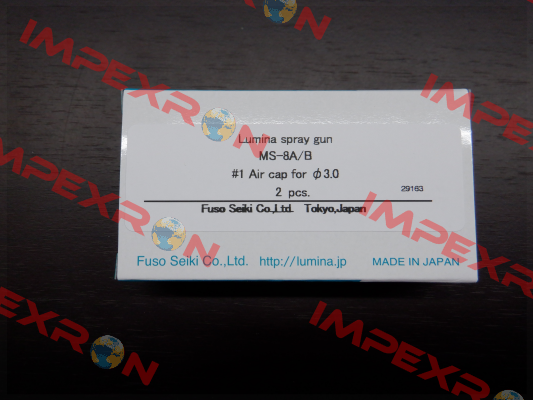 IMPEXRON
Lumina spray gun
MS-8A/B
#1 Air cap for φ3.0
2 pcs.
29163
Fuso Seiki Co.,Ltd. Tokyo,Japan
Fuso Seiki Co.,Ltd. http://lumina.jp MADE IN JAPAN
IMPEXRON
IMPEXRON
IMPEXRON
IMPEXRON